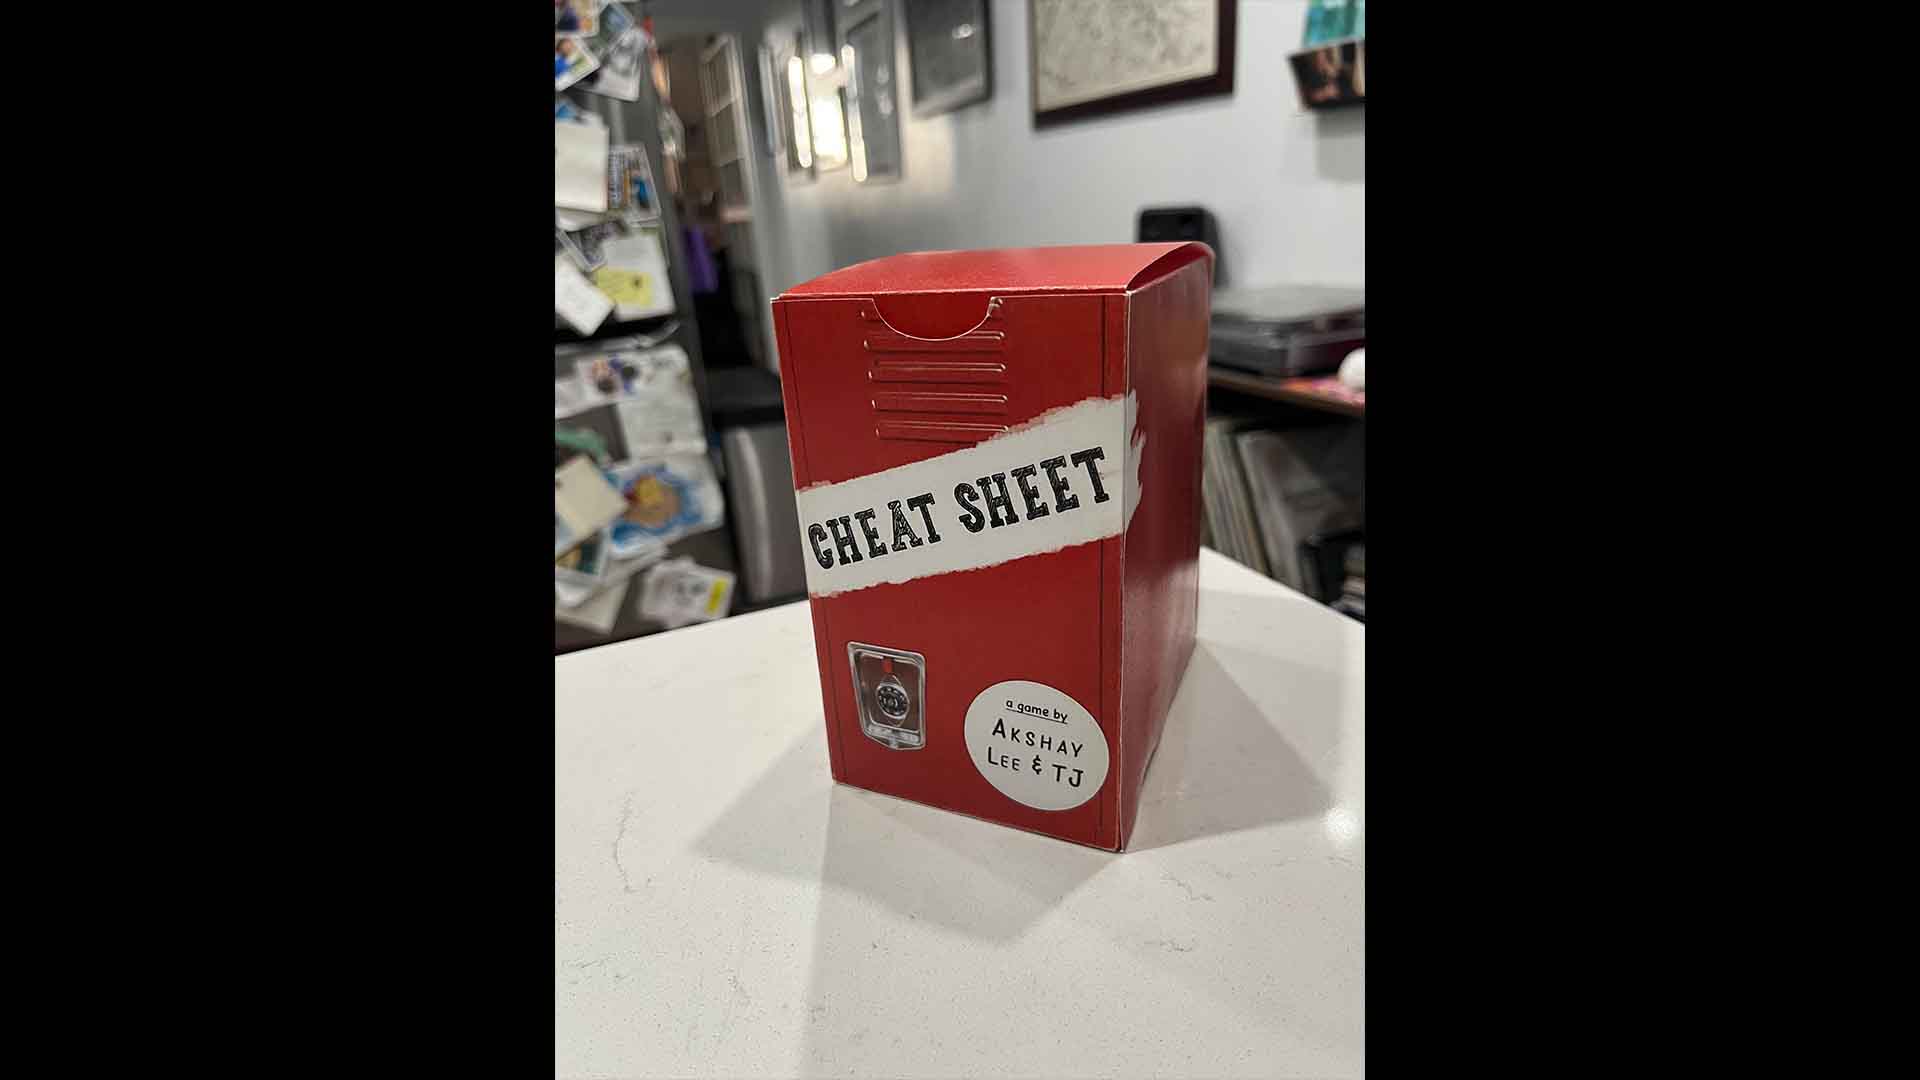 CHEAT SHEET
a game by
AKSHAY
LEE & TJ